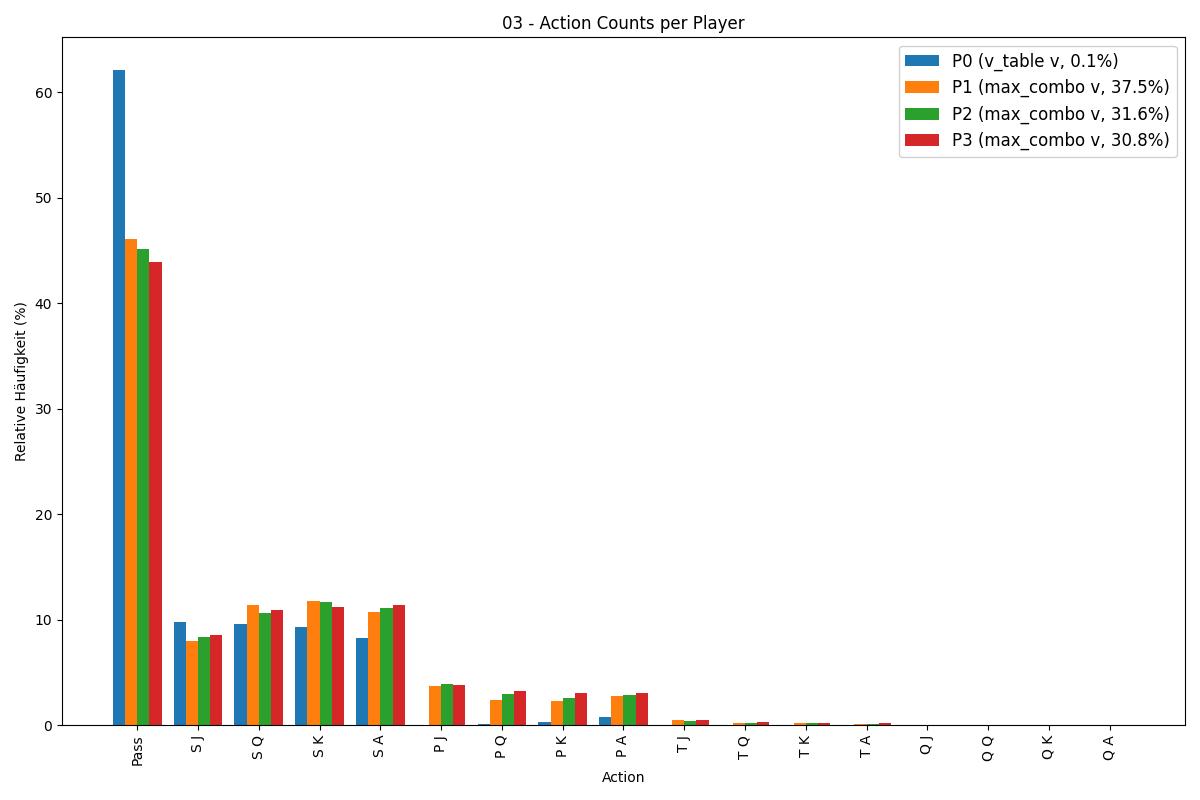 03 - Action Counts per Player
P0 (v_table v, 0.1%)
P1 (max_combo v, 37.5%)
P2 (max_combo v, 31.6%)
P3 (max_combo v, 30.8%)
Relative Häufigkeit (%)
60
50
40
30
20
10
0
Pass
S J
S Q
S K
S A
P J
P Q
P K
P A
T J
T Q
T K
T A
Q J
Q Q
Q K
Q A
Action